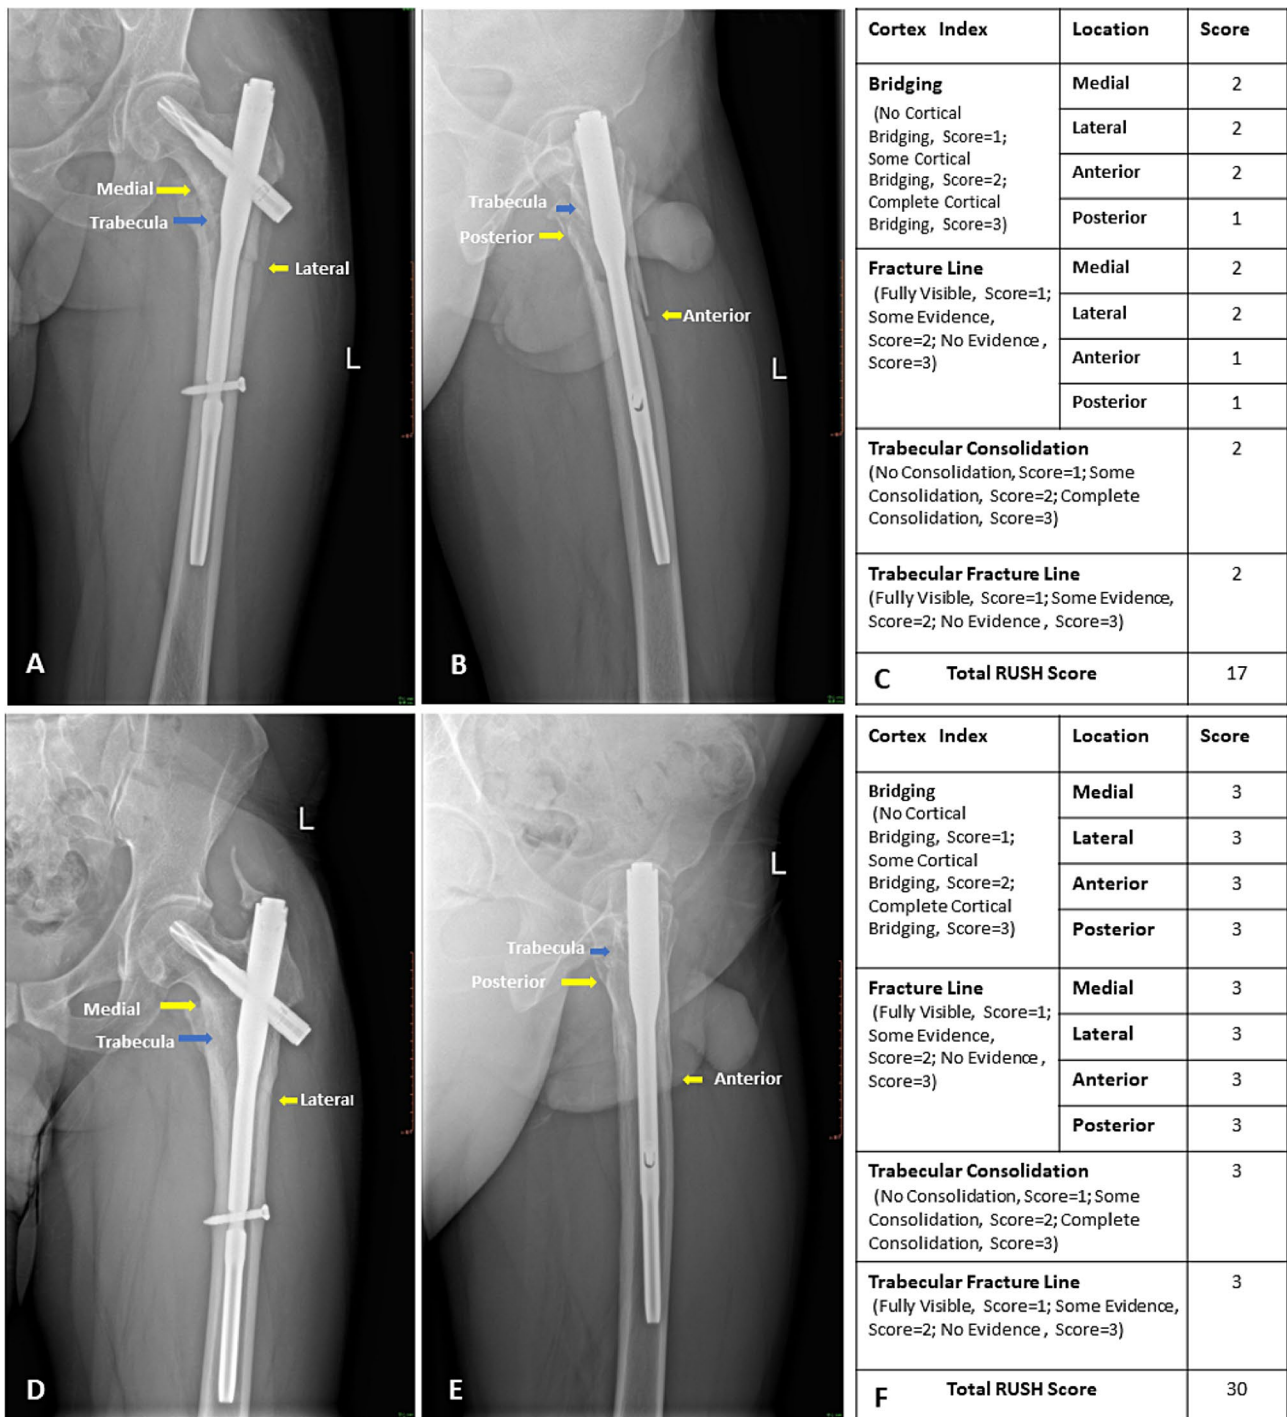 Medial
Trabecula
Lateral
L
A
Trabecula
Posterior
Anterior
L
B
Cortex Index Location Score
Bridging
(No Cortical
Bridging, Score=1;
Some Cortical
Bridging, Score=2;
Complete Cortical
Bridging, Score=3)
Medial 2
Lateral 2
Anterior 2
Posterior 1
Fracture Line
(Fully Visible, Score=1;
Some Evidence,
Score=2; No Evidence ,
Score=3)
Medial 2
Lateral 2
Anterior 1
Posterior 1
Trabecular Consolidation 2
(No Consolidation, Score=1; Some
Consolidation, Score=2; Complete
Consolidation, Score=3)
Trabecular Fracture Line 2
(Fully Visible, Score=1; Some Evidence,
Score=2; No Evidence , Score=3)
C Total RUSH Score 17
L
Medial
Trabecula
Lateral
D
L
Trabecula
Posterior
Anterior
E
Cortex Index Location Score
Bridging
(No Cortical
Bridging, Score=1;
Some Cortical
Bridging, Score=2;
Complete Cortical
Bridging, Score=3)
Medial 3
Lateral 3
Anterior 3
Posterior 3
Fracture Line
(Fully Visible, Score=1;
Some Evidence,
Score=2; No Evidence ,
Score=3)
Medial 3
Lateral 3
Anterior 3
Posterior 3
Trabecular Consolidation 3
(No Consolidation, Score=1; Some
Consolidation, Score=2; Complete
Consolidation, Score=3)
Trabecular Fracture Line 3
(Fully Visible, Score=1; Some Evidence,
Score=2; No Evidence , Score=3)
F Total RUSH Score 30